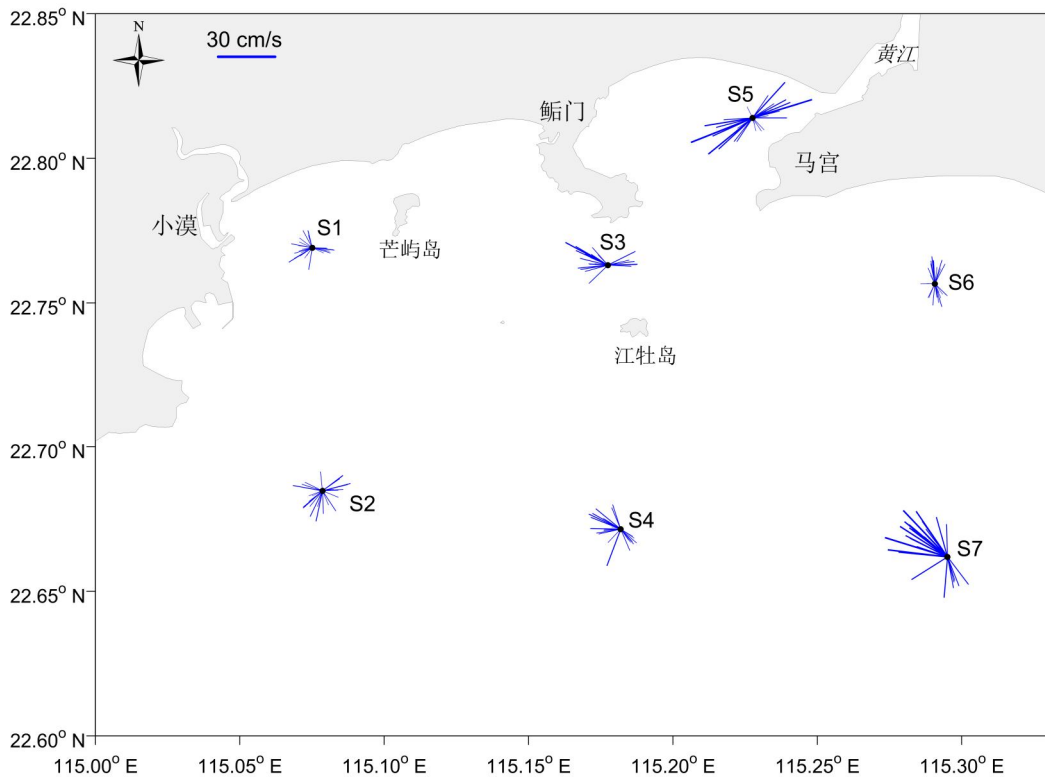 22.85° N
N
30 cm/s
黄江
S5
鲘门
马宫
22.80° N
小漠
S1
芒屿岛
S3
S6
22.75° N
江牡岛
22.70° N
S2
S4
S7
22.65° N
22.60° N
115.00° E 115.05° E 115.10° E 115.15° E 115.20° E 115.25° E 115.30° E